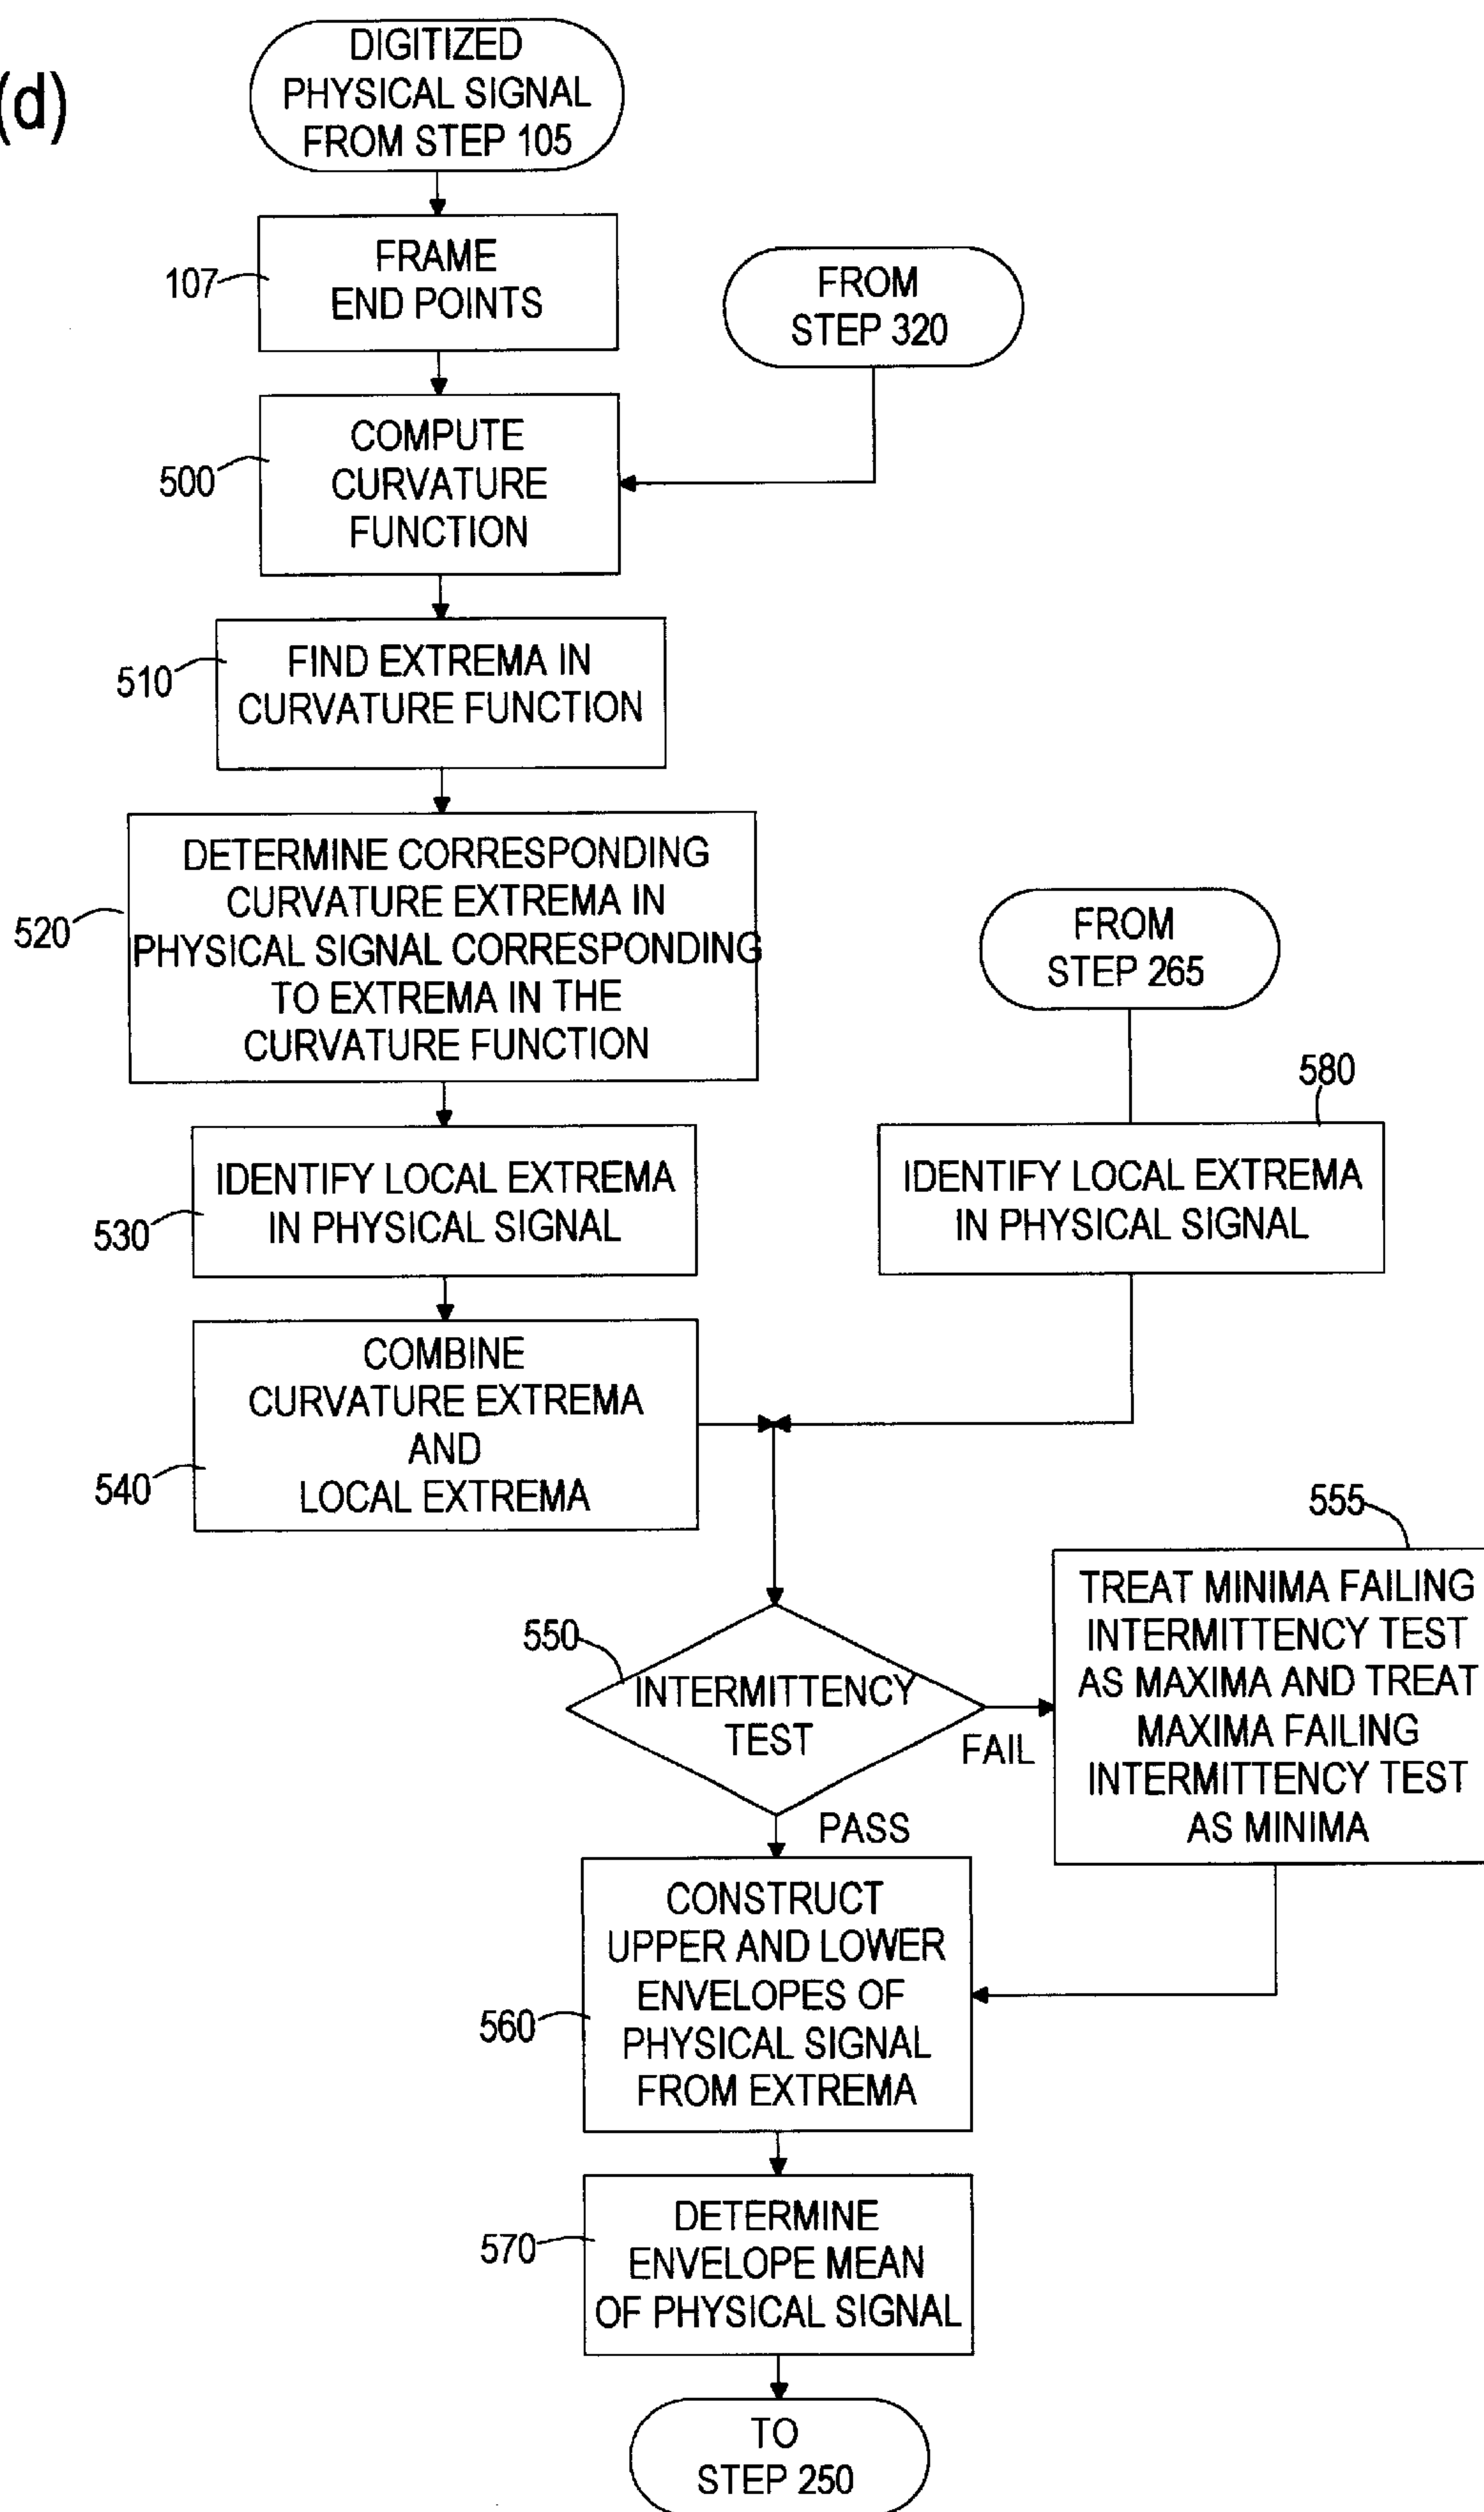 (d)
DIGITIZED
PHYSICAL SIGNAL
FROM STEP 105
107
FRAME
END POINTS
FROM
STEP 320
500
COMPUTE
CURVATURE
FUNCTION
510
FIND EXTREMA IN
CURVATURE FUNCTION
520
DETERMINE CORRESPONDING
CURVATURE EXTREMA IN
PHYSICAL SIGNAL CORRESPONDING
TO EXTREMA IN THE
CURVATURE FUNCTION
FROM
STEP 265
580
530
IDENTIFY LOCAL EXTREMA
IN PHYSICAL SIGNAL
IDENTIFY LOCAL EXTREMA
IN PHYSICAL SIGNAL
540
COMBINE
CURVATURE EXTREMA
AND
LOCAL EXTREMA
550
INTERMITTENCY
TEST
FAIL
555
TREAT MINIMA FAILING
INTERMITTENCY TEST
AS MAXIMA AND TREAT
MAXIMA FAILING
INTERMITTENCY TEST
AS MINIMA
PASS
560
CONSTRUCT
UPPER AND LOWER
ENVELOPES OF
PHYSICAL SIGNAL
FROM EXTREMA
570
DETERMINE
ENVELOPE MEAN
OF PHYSICAL SIGNAL
TO
STEP 250